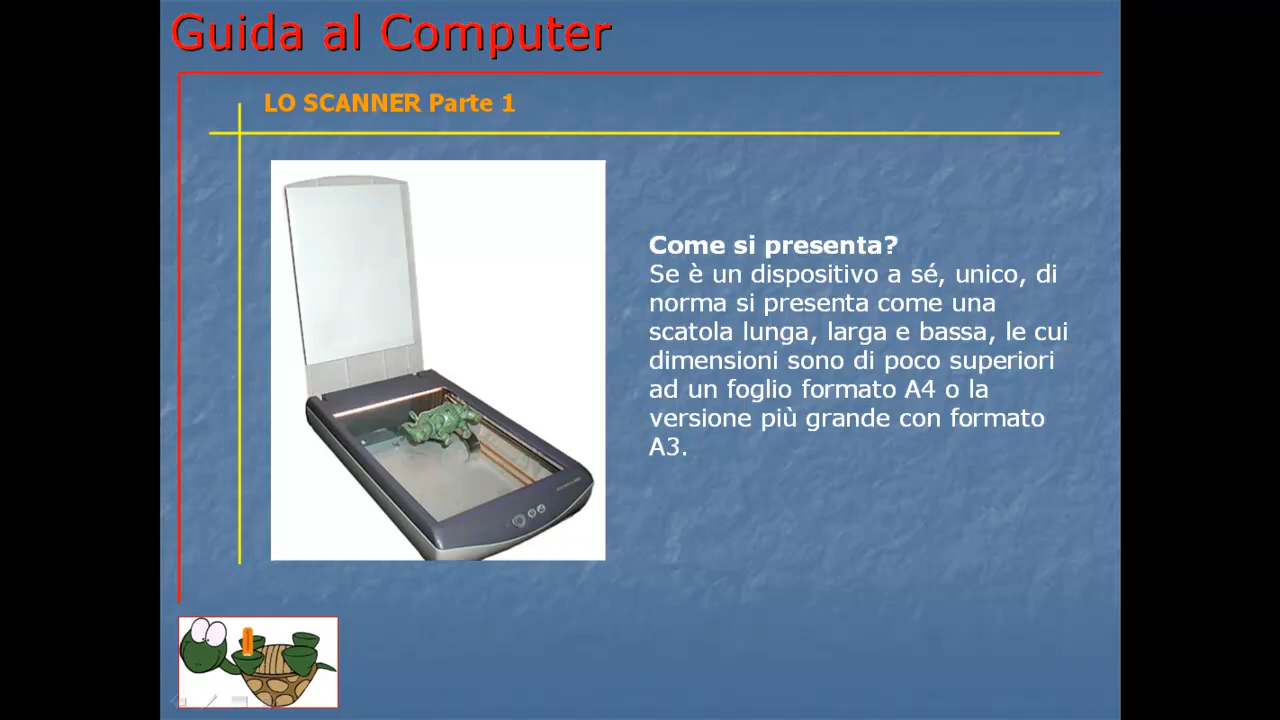 Guida al Computer
LO SCANNER Parte 1
Come si presenta?
Se è un dispositivo a sé, unico, di
norma si presenta come una
scatola lunga, larga e bassa, le cui
dimensioni sono di poco superiori
ad un foglio formato A4 o la
versione più grande con formato
A3.